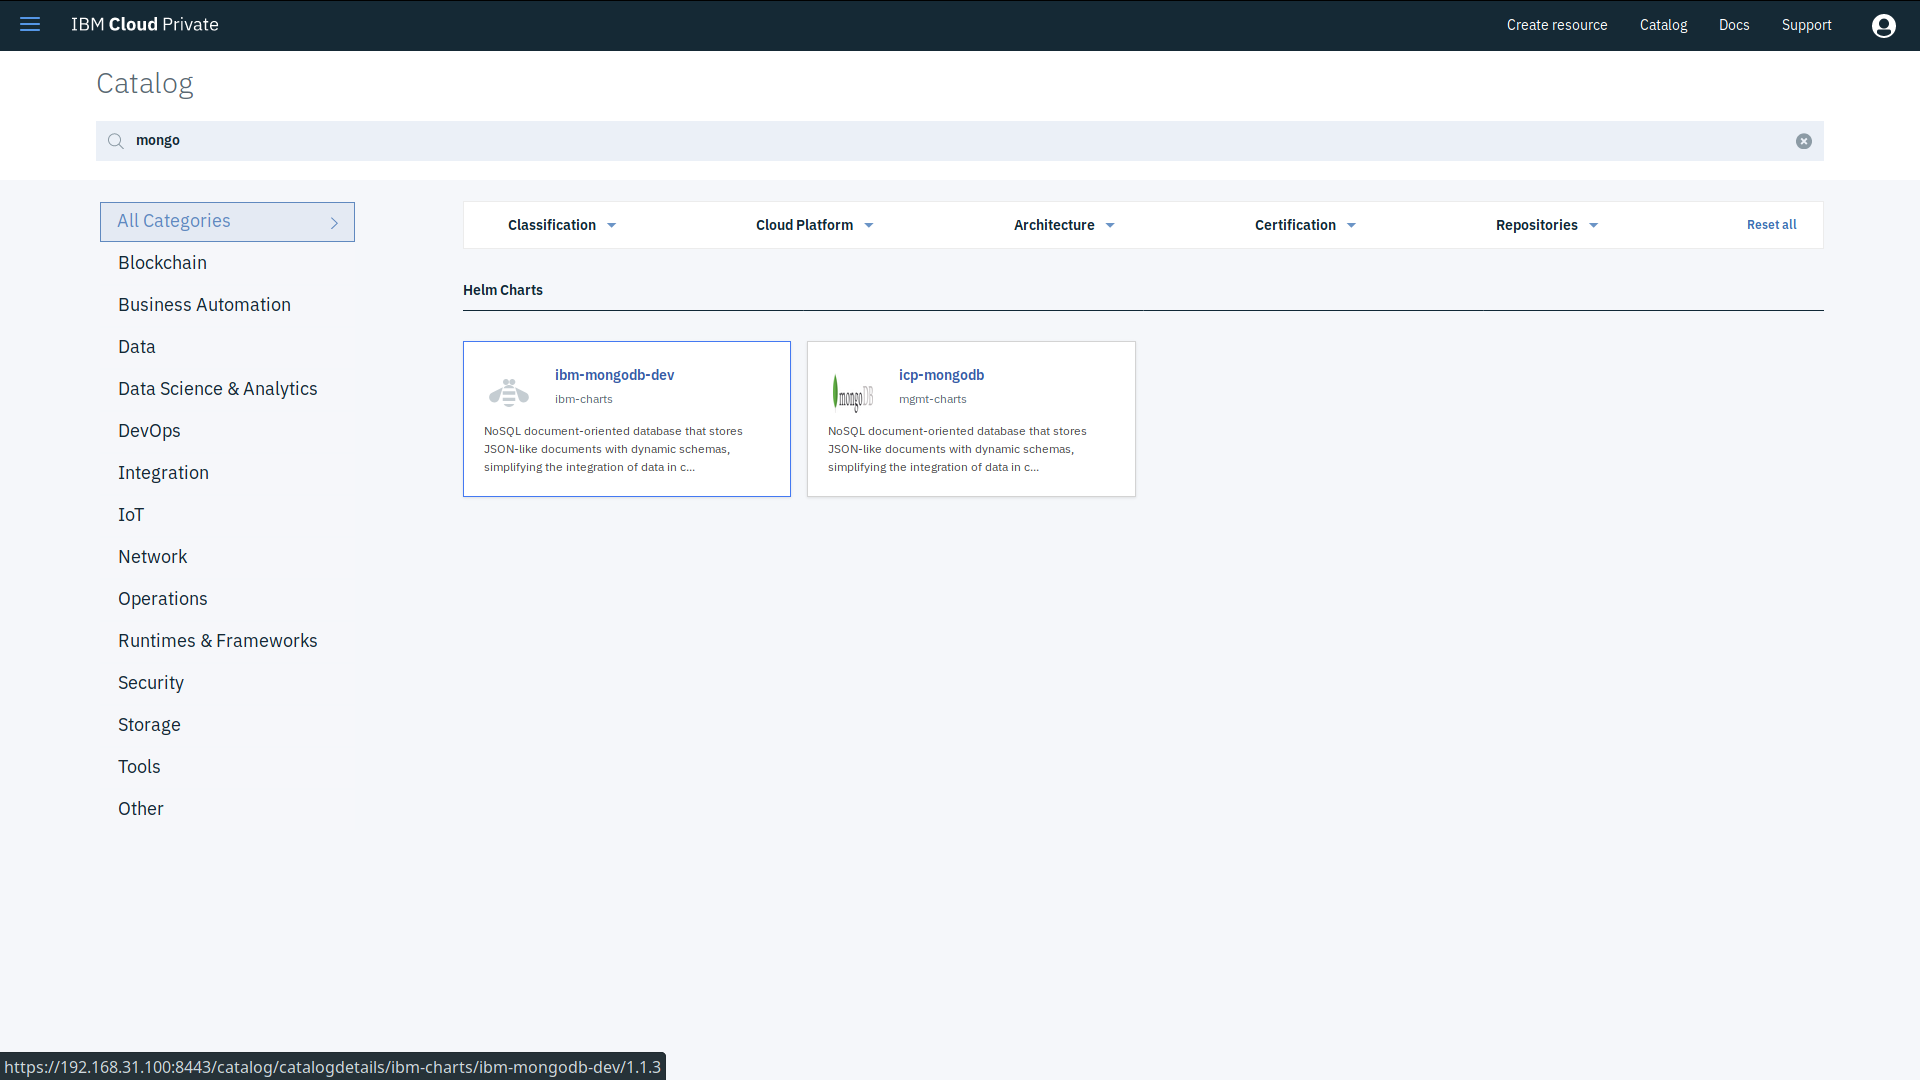 IBM Cloud Private
Create resource
Catalog
Docs
Support
Catalog
mongo
All Categories
Blockchain
Business Automation
Data
Data Science & Analytics
DevOps
Integration
IoT
Network
Operations
Runtimes & Frameworks
Security
Storage
Tools
Other
Classification
Cloud Platform
Architecture
Certification
Repositories
Reset all
Helm Charts
ibm-mongodb-dev
ibm-charts
NoSQL document-oriented database that stores
JSON-like documents with dynamic schemas,
simplifying the integration of data in c...
mongoDB
icp-mongodb
mgmt-charts
NoSQL document-oriented database that stores
JSON-like documents with dynamic schemas,
simplifying the integration of data in c...
https://192.168.31.100:8443/catalog/catalogdetails/ibm-charts/ibm-mongodb-dev/1.1.3